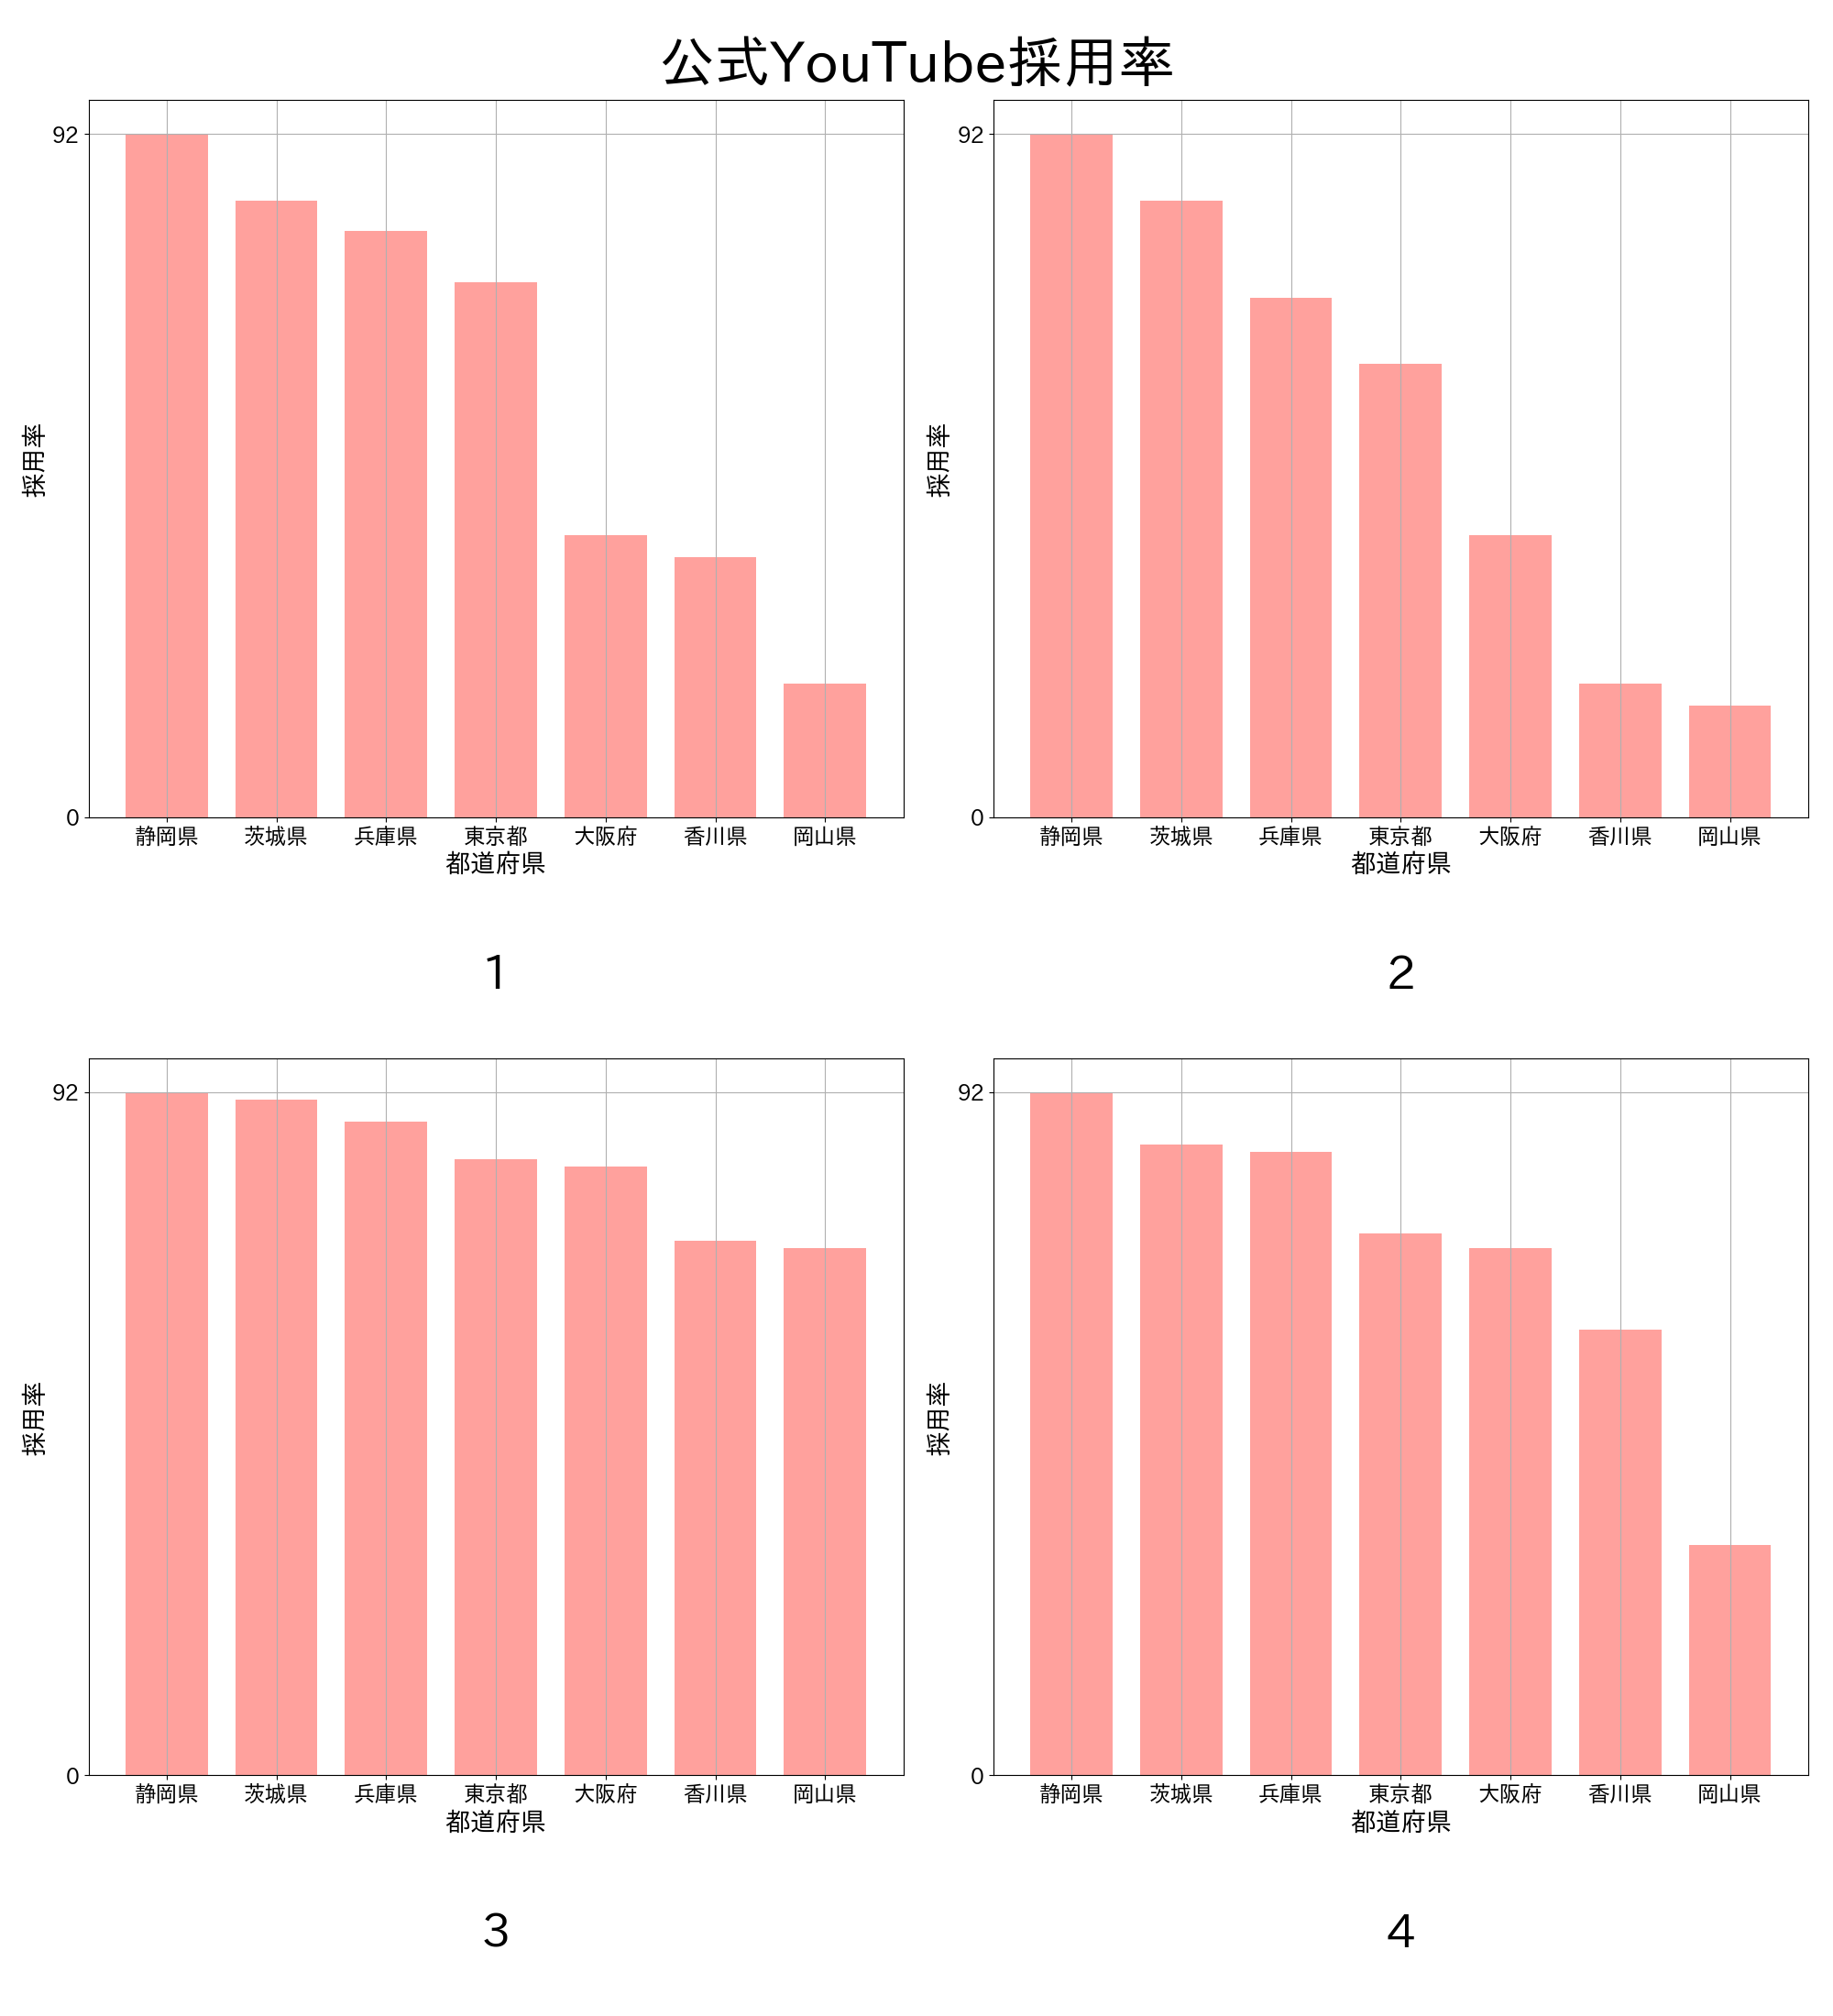 公式YouTube採用率
92
0
採用率
静岡県 茨城県 兵庫県 東京都 大阪府 香川県 岡山県
都道府県
1
92
0
採用率
静岡県 茨城県 兵庫県 東京都 大阪府 香川県 岡山県
都道府県
2
92
0
採用率
静岡県 茨城県 兵庫県 東京都 大阪府 香川県 岡山県
都道府県
3
92
0
採用率
静岡県 茨城県 兵庫県 東京都 大阪府 香川県 岡山県
都道府県
4